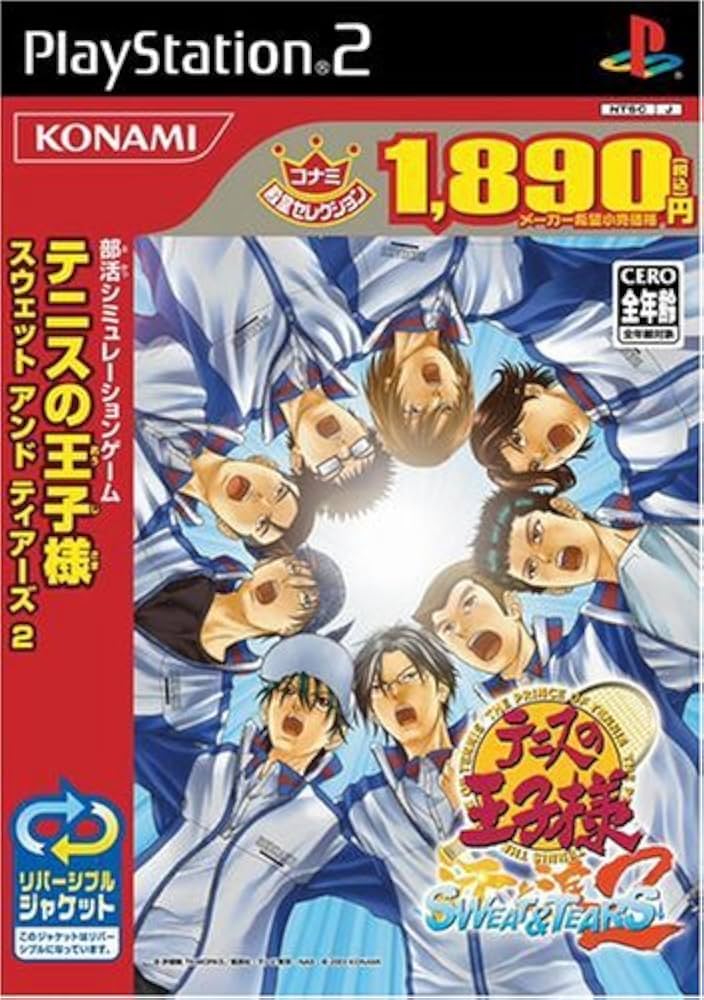 PlayStation®2
NTSC J
KONAMI
コナミ
殿堂セレクション
1,890円
(税込)
メーカー希望小売価格
CERO
全年齢
全年齢対象
部活シミュレーションゲーム
テニスの王子様
スウェット アンド ティアーズ 2
THE PRINCE OF TENNIS
テニスの
王子様
SWEAT&TEARS 2
リバーシブル
ジャケット
このジャケットはリバー
シブルになっています。